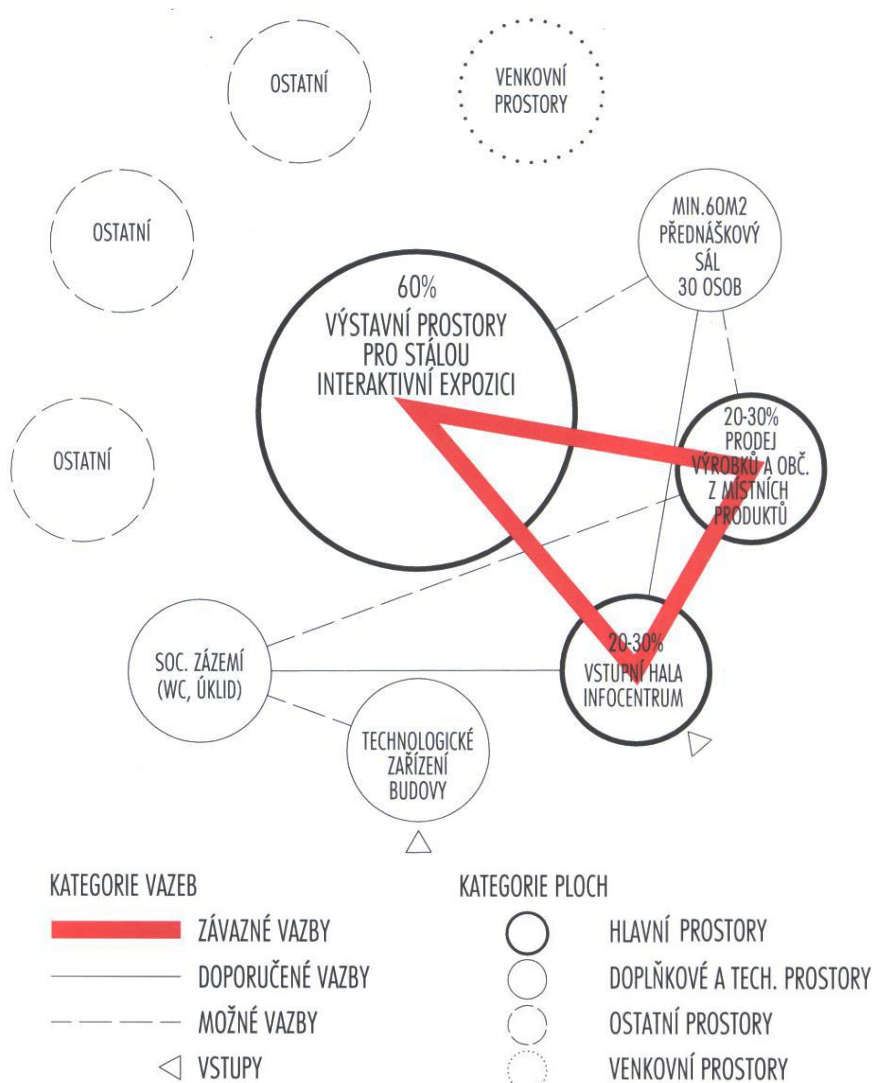 OSTATNÍ
VENKOVNÍ
PROSTORY
OSTATNÍ
MIN.60M2
PŘEDNÁŠKOVÝ
SÁL
30 OSOB
60%
VÝSTAVNÍ PROSTORY
PRO STÁLOU
INTERAKTIVNÍ EXPOZICI
OSTATNÍ
20-30%
PRODEJ
VÝROBKŮ A OBČ.
Z MÍSTNÍCH
PRODUKTŮ
SOC. ZÁZEMÍ
(WC, ÚKLID)
20-30%
VSTUPNÍ HALA
INFOCENTRUM
TECHNOLOGICKÉ
ZAŘÍZENÍ
BUDOVY
KATEGORIE VAZEB
ZÁVAZNÉ VAZBY
DOPORUČENÉ VAZBY
MOŽNÉ VAZBY
VSTUPY
KATEGORIE PLOCH
HLAVNÍ PROSTORY
DOPLŇKOVÉ A TECH. PROSTORY
OSTATNÍ PROSTORY
VENKOVNÍ PROSTORY